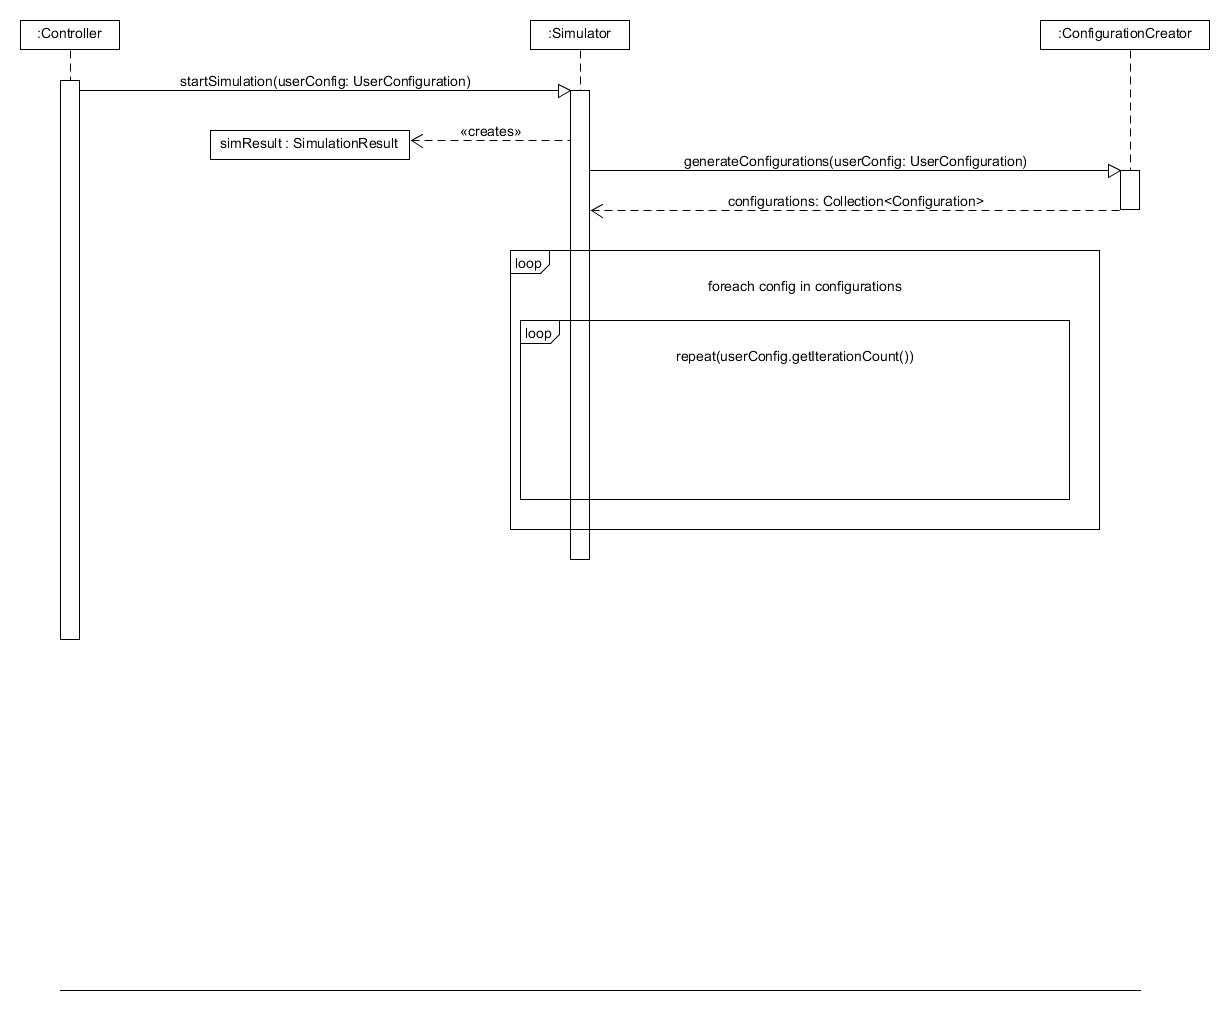 :Controller
:Simulator
:ConfigurationCreator
startSimulation(userConfig: UserConfiguration)
«creates»
simResult : SimulationResult
generateConfigurations(userConfig: UserConfiguration)
configurations: Collection<Configuration>
loop
foreach config in configurations
loop
repeat(userConfig.getIterationCount())